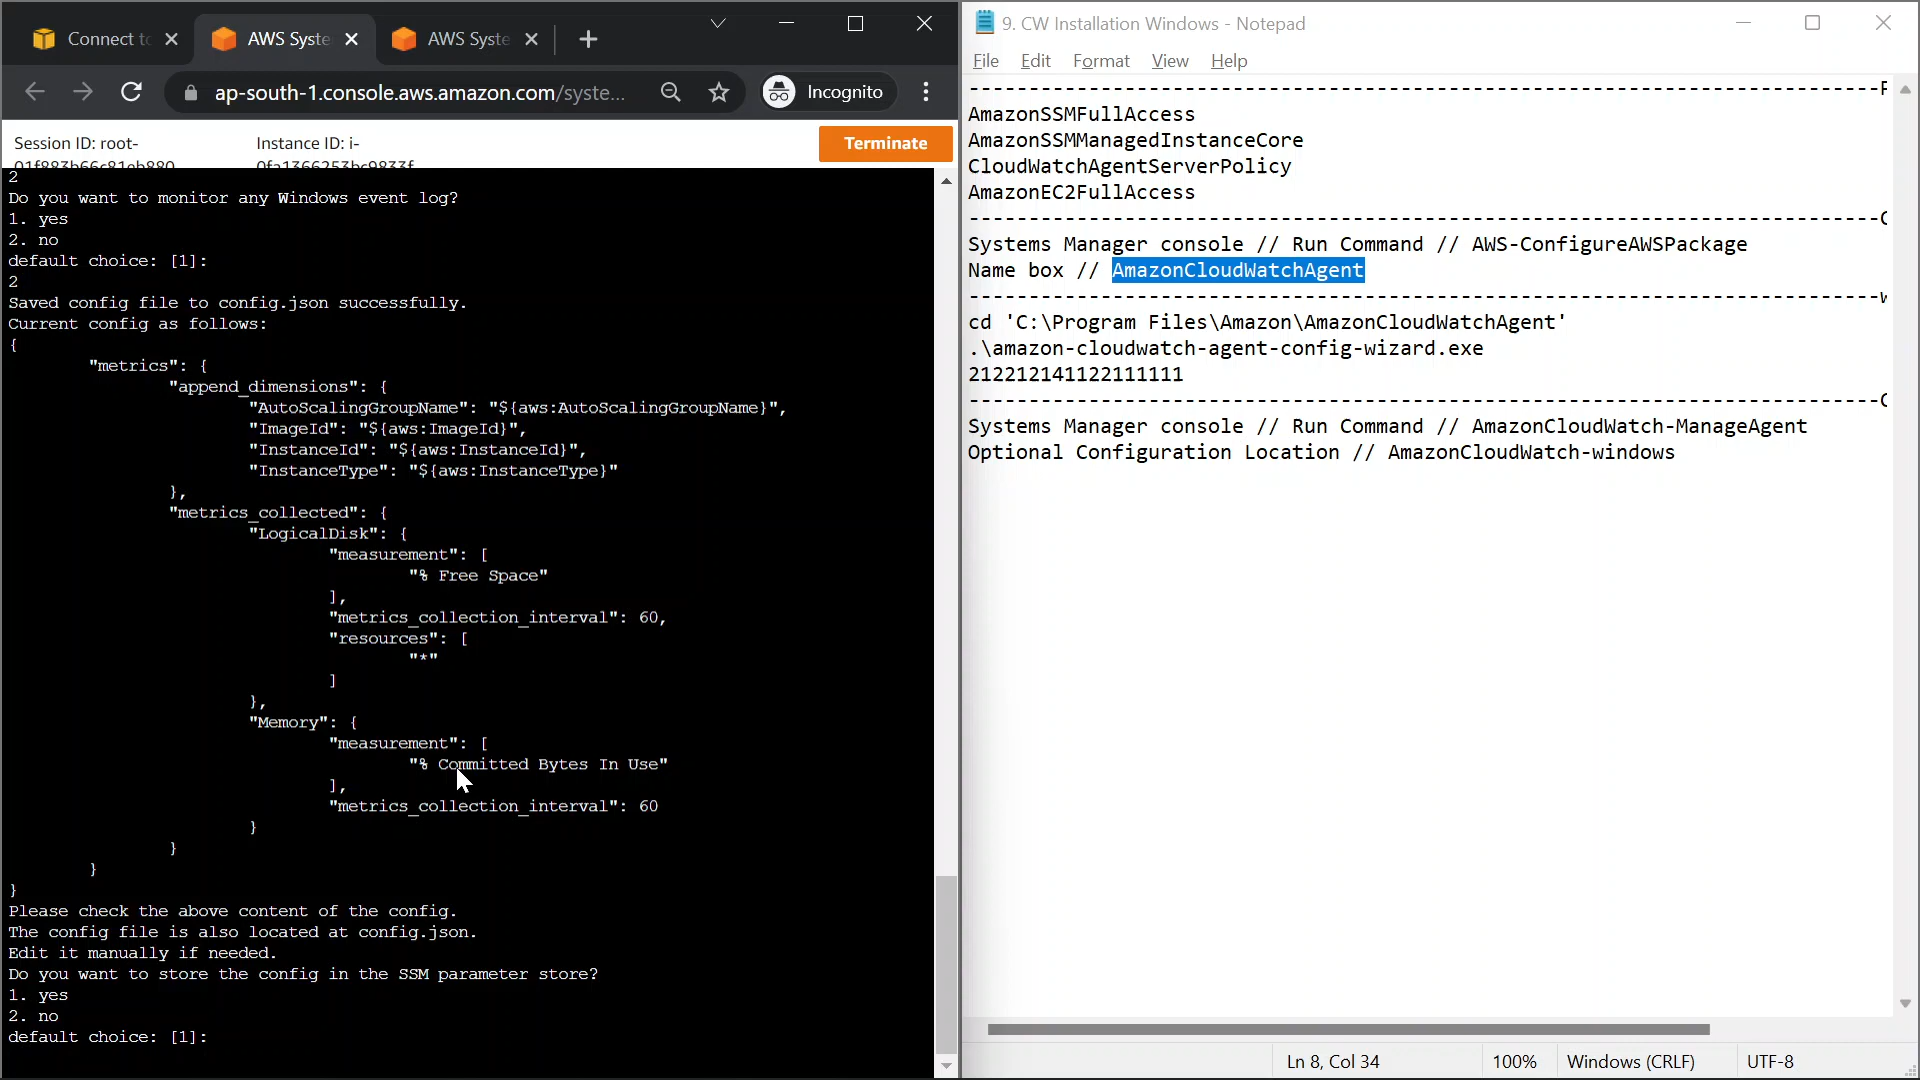 Connect to
AWS Syste
AWS Syste
ap-south-1.console.aws.amazon.com/syste...
Incognito
Session ID: root-
Instance ID: i-
Terminate
2
Do you want to monitor any Windows event log?
1. yes
2. no
default choice: [1]:
2
Saved config file to config.json successfully.
Current config as follows:
{
"metrics": {
"append_dimensions": {
"AutoScalingGroupName": "${aws:AutoScalingGroupName}",
"ImageId": "${aws:ImageId}",
"InstanceId": "${aws:InstanceId}",
"InstanceType": "${aws:InstanceType}"
},
"metrics_collected": {
"LogicalDisk": {
"measurement": [
"% Free Space"
],
"metrics_collection_interval": 60,
"resources": [
"*"
]
},
"Memory": {
"measurement": [
"% Committed Bytes In Use"
],
"metrics_collection_interval": 60
}
}
}
}
Please check the above content of the config.
The config file is also located at config.json.
Edit it manually if needed.
Do you want to store the config in the SSM parameter store?
1. yes
2. no
default choice: [1]:
9. CW Installation Windows - Notepad
File Edit Format View Help
AmazonSSMFullAccess
AmazonSSMManagedInstanceCore
CloudWatchAgentServerPolicy
AmazonEC2FullAccess
Systems Manager console // Run Command // AWS-ConfigureAWSPackage
Name box // AmazonCloudWatchAgent
cd 'C:\Program Files\Amazon\AmazonCloudWatchAgent'
.\amazon-cloudwatch-agent-config-wizard.exe
212212141122111111
Systems Manager console // Run Command // AmazonCloudWatch-ManageAgent
Optional Configuration Location // AmazonCloudWatch-windows
Ln 8, Col 34
100%
Windows (CRLF)
UTF-8